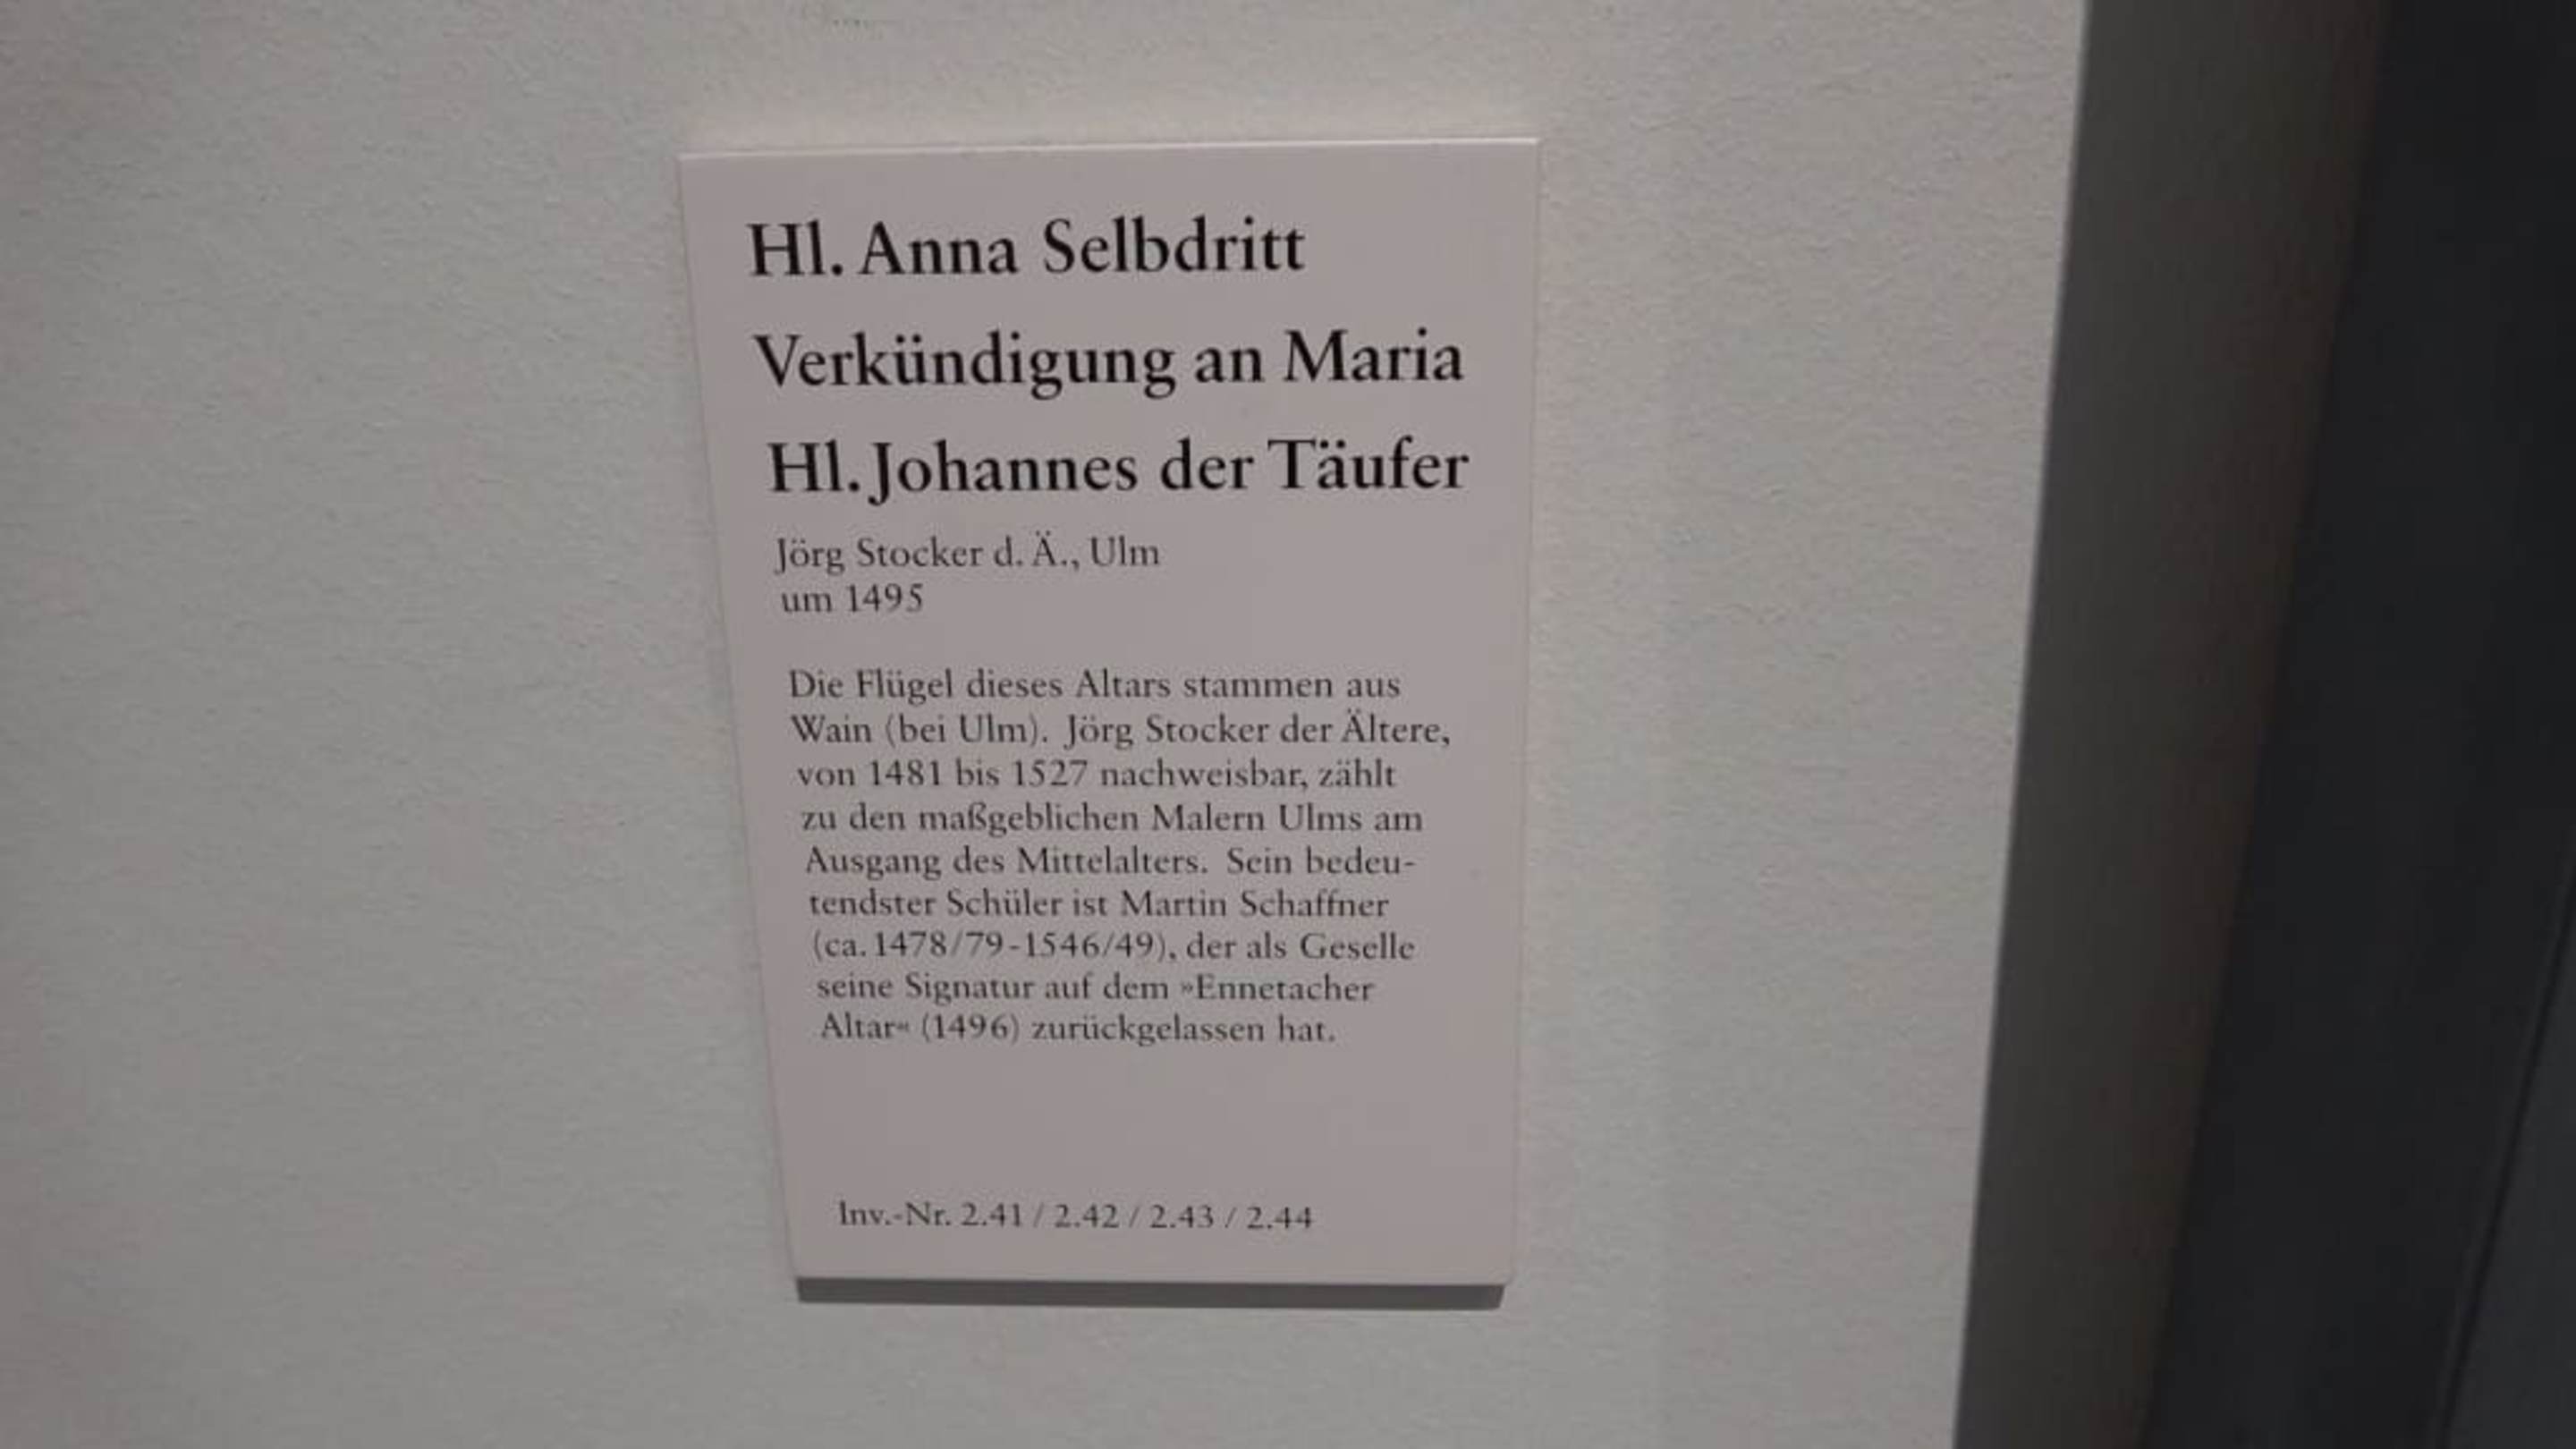 Hl. Anna Selbdritt
Verkündigung an Maria
Hl. Johannes der Täufer
Jörg Stocker d. Ä., Ulm
um 1495
Die Flügel dieses Altars stammen aus
Wain (bei Ulm). Jörg Stocker der Ältere,
von 1481 bis 1527 nachweisbar, zählt
zu den maßgeblichen Malern Ulms am
Ausgang des Mittelalters. Sein bedeu-
tendster Schüler ist Martin Schaffner
(ca. 1478/79-1546/49), der als Geselle
seine Signatur auf dem »Ennetacher
Altar« (1496) zurückgelassen hat.
Inv.-Nr. 2.41 / 2.42 / 2.43 / 2.44